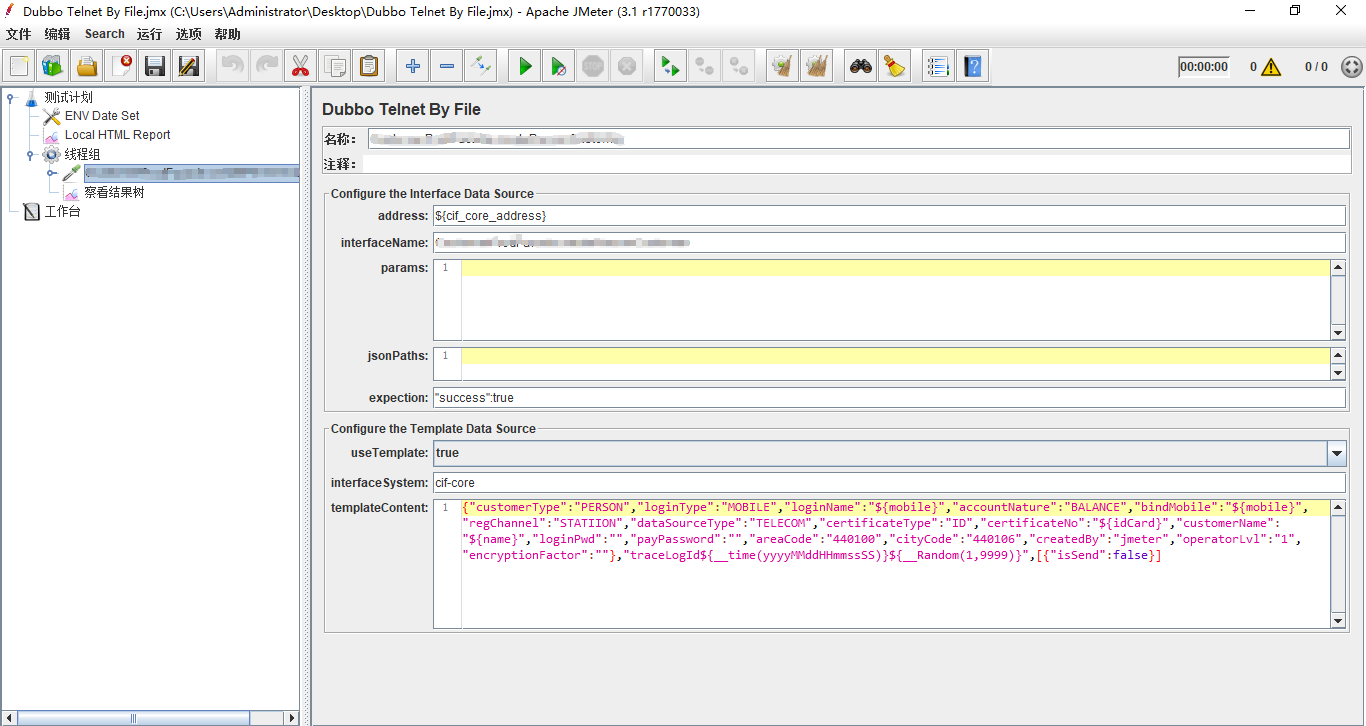 Dubbo Telnet By File.jmx (C:\Users\Administrator\Desktop\Dubbo Telnet By File.jmx) - Apache JMeter (3.1 r1770033)
文件 编辑 Search 运行 选项 帮助
STOP
00:00:00 0 0 / 0
测试计划
ENV Date Set
Local HTML Report
线程组
察看结果树
工作台
Dubbo Telnet By File
名称：
注释：
Configure the Interface Data Source
address: ${cif_core_address}
interfaceName:
params: 1
jsonPaths: 1
expection: "success":true
Configure the Template Data Source
useTemplate: true
interfaceSystem: cif-core
templateContent: 1 {"customerType":"PERSON","loginType":"MOBILE","loginName":"${mobile}","accountNature":"BALANCE","bindMobile":"${mobile}",
"regChannel":"STATIION","dataSourceType":"TELECOM","certificateType":"ID","certificateNo":"${idCard}","customerName":
"${name}","loginPwd":"","payPassword":"","areaCode":"440100","cityCode":"440106","createdBy":"jmeter","operatorLvl":"1",
"encryptionFactor":""},"traceLogId${__time(yyyyMMddHHmmssSS)}${__Random(1,9999)}",[{"isSend":false}]